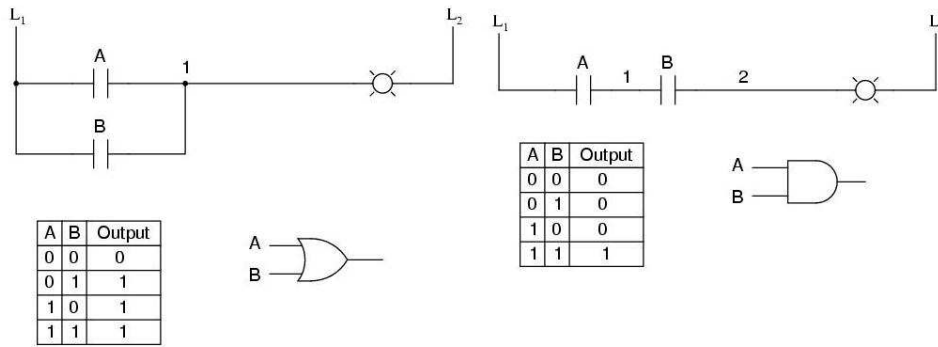 L1 L2
A
1
B
A B Output
0 0 0
0 1 1
1 0 1
1 1 1
A
B
L1 L
A B
1 2
A B Output
0 0 0
0 1 0
1 0 0
1 1 1
A
B